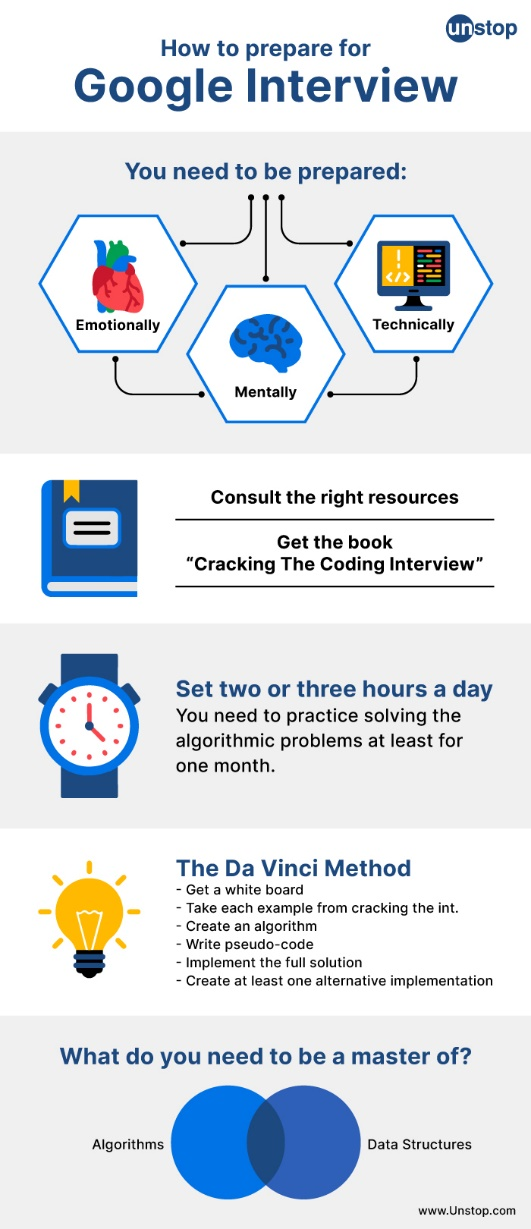 unstop
How to prepare for
Google Interview
You need to be prepared:
Emotionally
Mentally
Technically
Consult the right resources
Get the book
“Cracking The Coding Interview”
Set two or three hours a day
You need to practice solving the
algorithmic problems at least for
one month.
The Da Vinci Method
- Get a white board
- Take each example from cracking the int.
- Create an algorithm
- Write pseudo-code
- Implement the full solution
- Create at least one alternative implementation
What do you need to be a master of?
Algorithms
Data Structures
www.Unstop.com